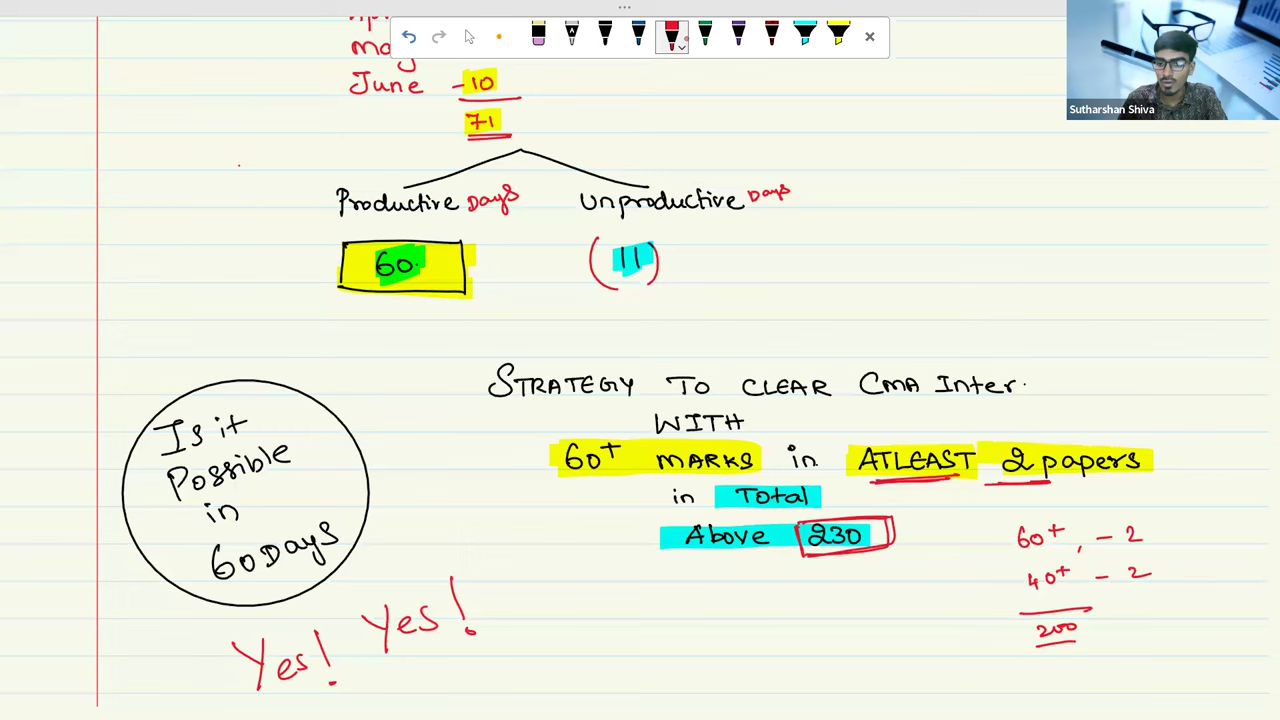 may
June - 10
71
Productive Days
Unproductive Days
60
(11)
Is it
Possible
in
60 Days
Yes! Yes!
STRATEGY TO CLEAR CMA Inter.
WITH
60+ MARKS in ATLEAST 2 papers
in Total
Above 230
60+, - 2
40+ - 2
200
Sutharshan Shiva